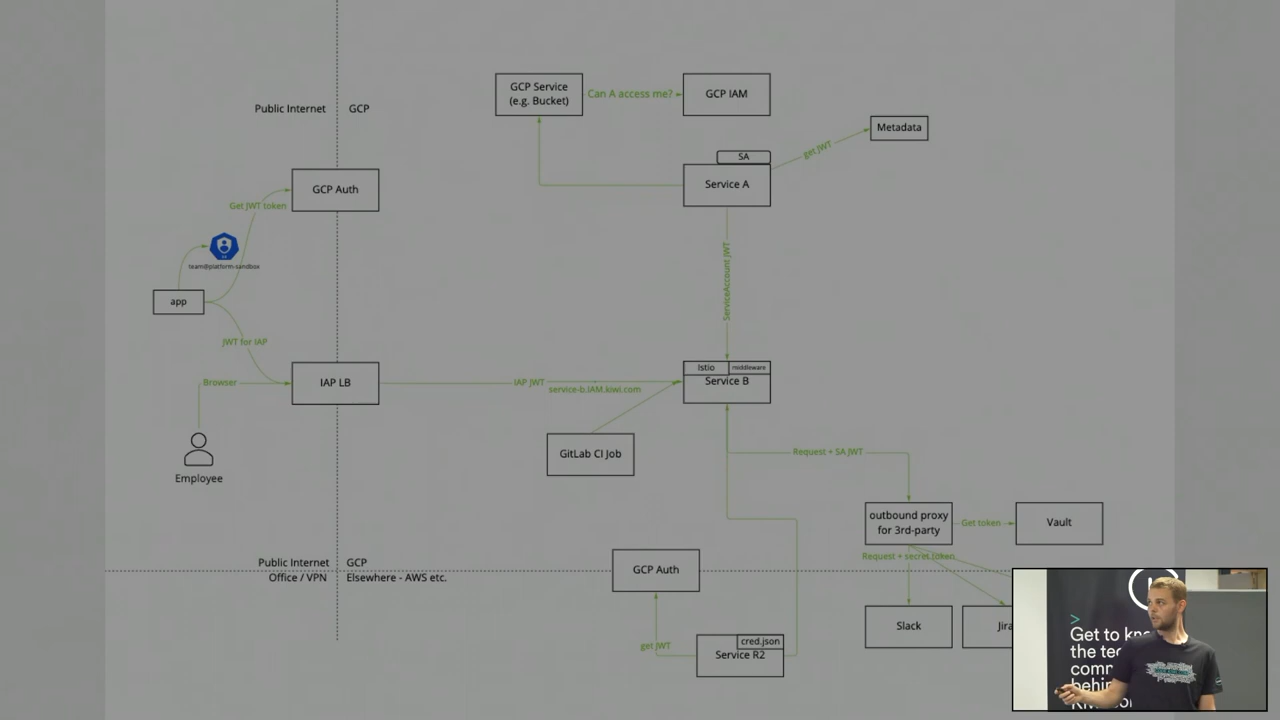 GCP Service
(e.g. Bucket)
Can A access me?
GCP IAM
Public Internet
GCP
Metadata
get JWT
SA
Service A
GCP Auth
Get JWT token
team@platform-sandbox
app
ServiceAccount JWT
JWT for IAP
Browser
IAP LB
IAP JWT
service-b.IAM.kiwi.com
Istio
middleware
Service B
Employee
GitLab CI Job
Request + SA JWT
outbound proxy
for 3rd-party
Get token
Vault
Request + secret token
Public Internet
GCP
Office / VPN
Elsewhere - AWS etc.
GCP Auth
get JWT
cred.json
Service R2
Slack
Jira
>
Get to know
the
behind